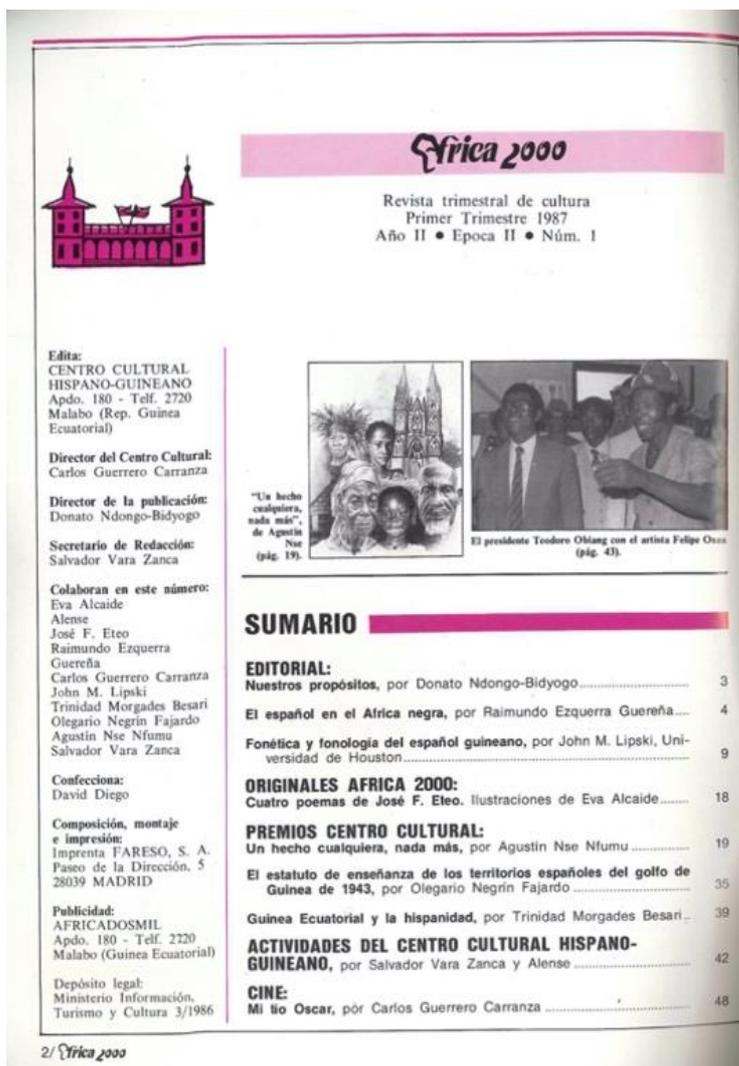 África 2000
Revista trimestral de cultura
Primer Trimestre 1987
Año II ● Epoca II ● Núm. 1
Edita:
CENTRO CULTURAL
HISPANO-GUINEANO
Apdo. 180 - Telf. 2720
Malabo (Rep. Guinea
Ecuatorial)
Director del Centro Cultural:
Carlos Guerrero Carranza
Director de la publicación:
Donato Ndongo-Bidyogo
Secretario de Redacción:
Salvador Vara Zanca
Colaboran en este número:
Eva Alcaide
Alense
José F. Eteo
Raimundo Ezquerra
Guereña
Carlos Guerrero Carranza
John M. Lipski
Trinidad Morgades Besari
Olegario Negrín Fajardo
Agustín Nse Nfumu
Salvador Vara Zanca
Confecciona:
David Diego
Composición, montaje
e impresión:
Imprenta FARESO, S. A.
Paseo de la Dirección, 5
28039 MADRID
Publicidad:
AFRICADOSMIL
Apdo. 180 - Telf. 2720
Malabo (Guinea Ecuatorial)
Depósito legal:
Ministerio Información,
Turismo y Cultura 3/1986
"Un hecho
cualquiera,
nada más",
de Agustín
Nse
(pág. 19).
El presidente Teodoro Obiang con el artista Felipe Osaa
(pág. 43).
SUMARIO
EDITORIAL:
Nuestros propósitos, por Donato Ndongo-Bidyogo 3
El español en el Africa negra, por Raimundo Ezquerra Guereña 4
Fonética y fonología del español guineano, por John M. Lipski, Uni-
versidad de Houston 9
ORIGINALES AFRICA 2000:
Cuatro poemas de José F. Eteo. Ilustraciones de Eva Alcaide 18
PREMIOS CENTRO CULTURAL:
Un hecho cualquiera, nada más, por Agustín Nse Nfumu 19
El estatuto de enseñanza de los territorios españoles del golfo de
Guinea de 1943, por Olegario Negrín Fajardo 35
Guinea Ecuatorial y la hispanidad, por Trinidad Morgades Besari 39
ACTIVIDADES DEL CENTRO CULTURAL HISPANO-
GUINEANO, por Salvador Vara Zanca y Alense 42
CINE:
Mi tío Oscar, por Carlos Guerrero Carranza 48
2/ África 2000